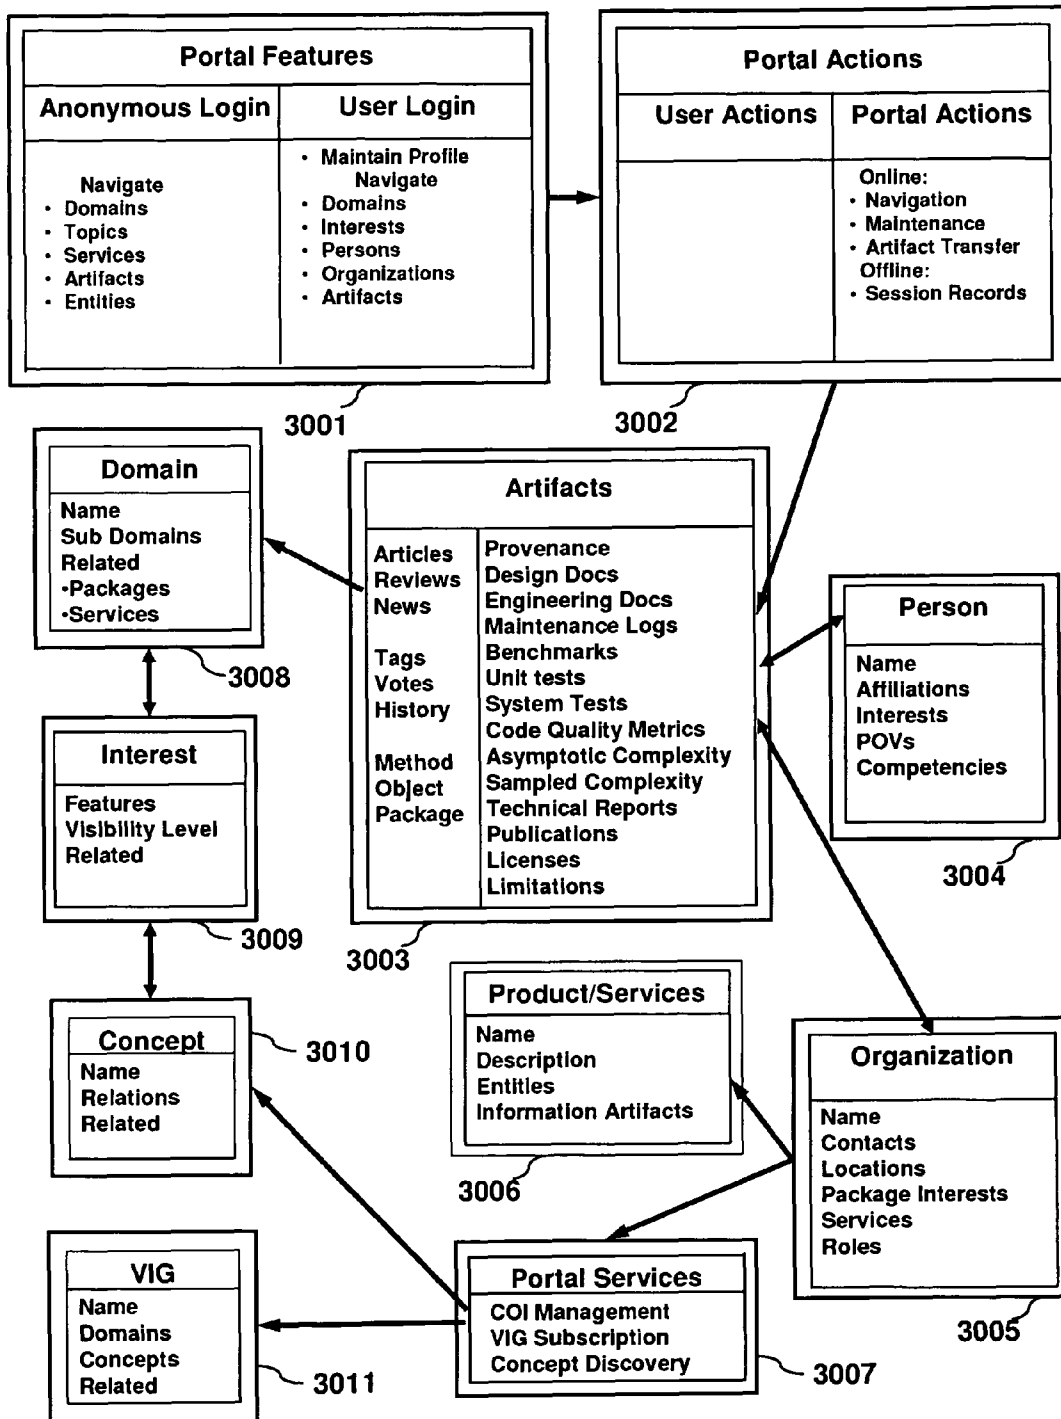 Portal Features
Anonymous Login
Navigate
• Domains
• Topics
• Services
• Artifacts
• Entities
User Login
• Maintain Profile
Navigate
• Domains
• Interests
• Persons
• Organizations
• Artifacts
3001
Portal Actions
User Actions
Portal Actions
Online:
• Navigation
• Maintenance
• Artifact Transfer
Offline:
• Session Records
3002
Domain
Name
Sub Domains
Related
•Packages
•Services
3008
Artifacts
Articles
Reviews
News
Tags
Votes
History
Method
Object
Package
Provenance
Design Docs
Engineering Docs
Maintenance Logs
Benchmarks
Unit tests
System Tests
Code Quality Metrics
Asymptotic Complexity
Sampled Complexity
Technical Reports
Publications
Licenses
Limitations
3003
Person
Name
Affiliations
Interests
POVs
Competencies
3004
Interest
Features
Visibility Level
Related
3009
Concept
Name
Relations
Related
3010
Product/Services
Name
Description
Entities
Information Artifacts
3006
Organization
Name
Contacts
Locations
Package Interests
Services
Roles
3005
VIG
Name
Domains
Concepts
Related
3011
Portal Services
COI Management
VIG Subscription
Concept Discovery
3007